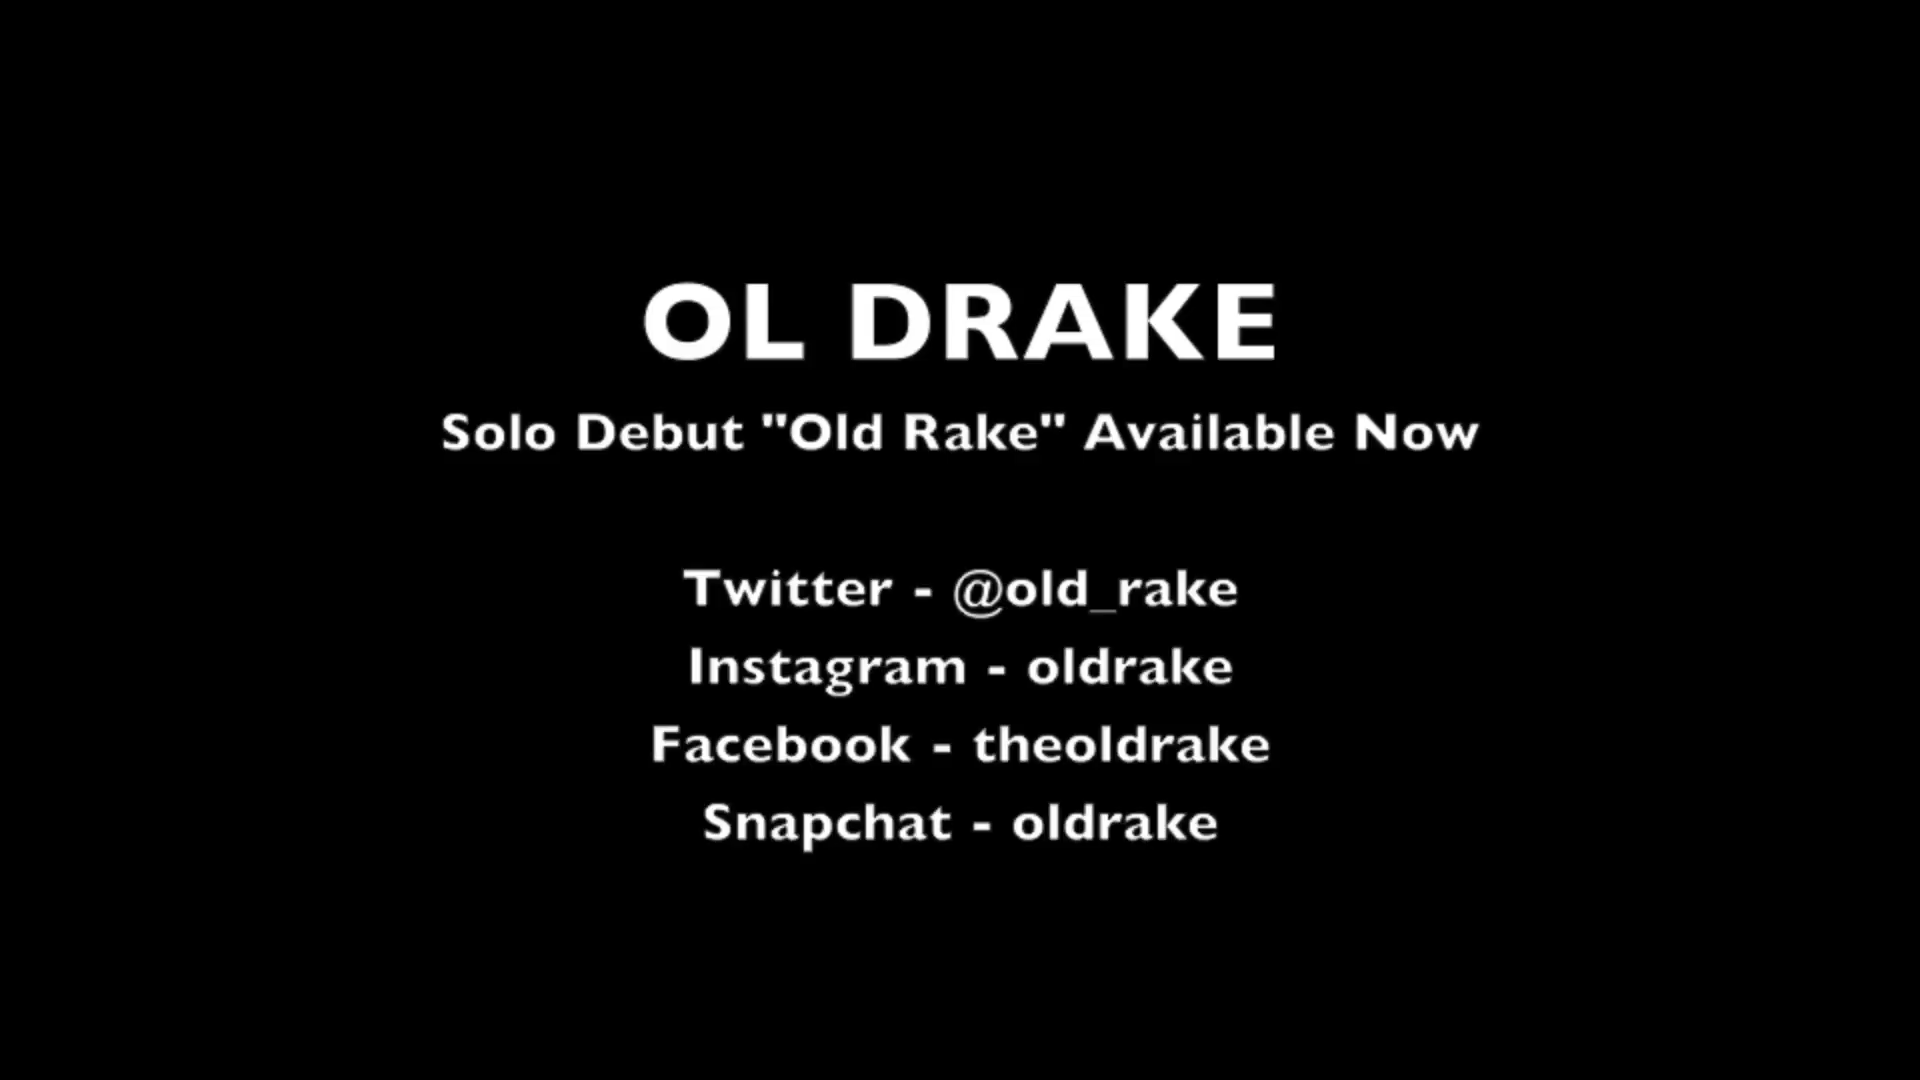 OL DRAKE
Solo Debut "Old Rake" Available Now
Twitter - @old_rake
Instagram - oldrake
Facebook - theoldrake
Snapchat - oldrake